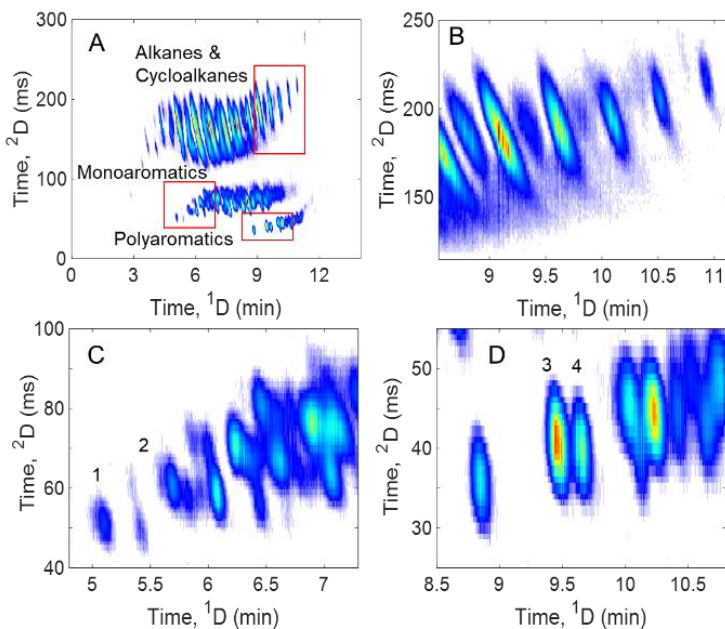 A
Alkanes &
Cycloalkanes
Monoaromatics
Polyaromatics
300
200
100
0
0 3 6 9 12
Time, ²D (ms)
Time, ¹D (min)
B
250
200
150
9 9.5 10 10.5 11
Time, ²D (ms)
Time, ¹D (min)
C
1
2
100
80
60
40
5 5.5 6 6.5 7
Time, ²D (ms)
Time, ¹D (min)
D
3 4
50
40
30
8.5 9 9.5 10 10.5
Time, ²D (ms)
Time, ¹D (min)